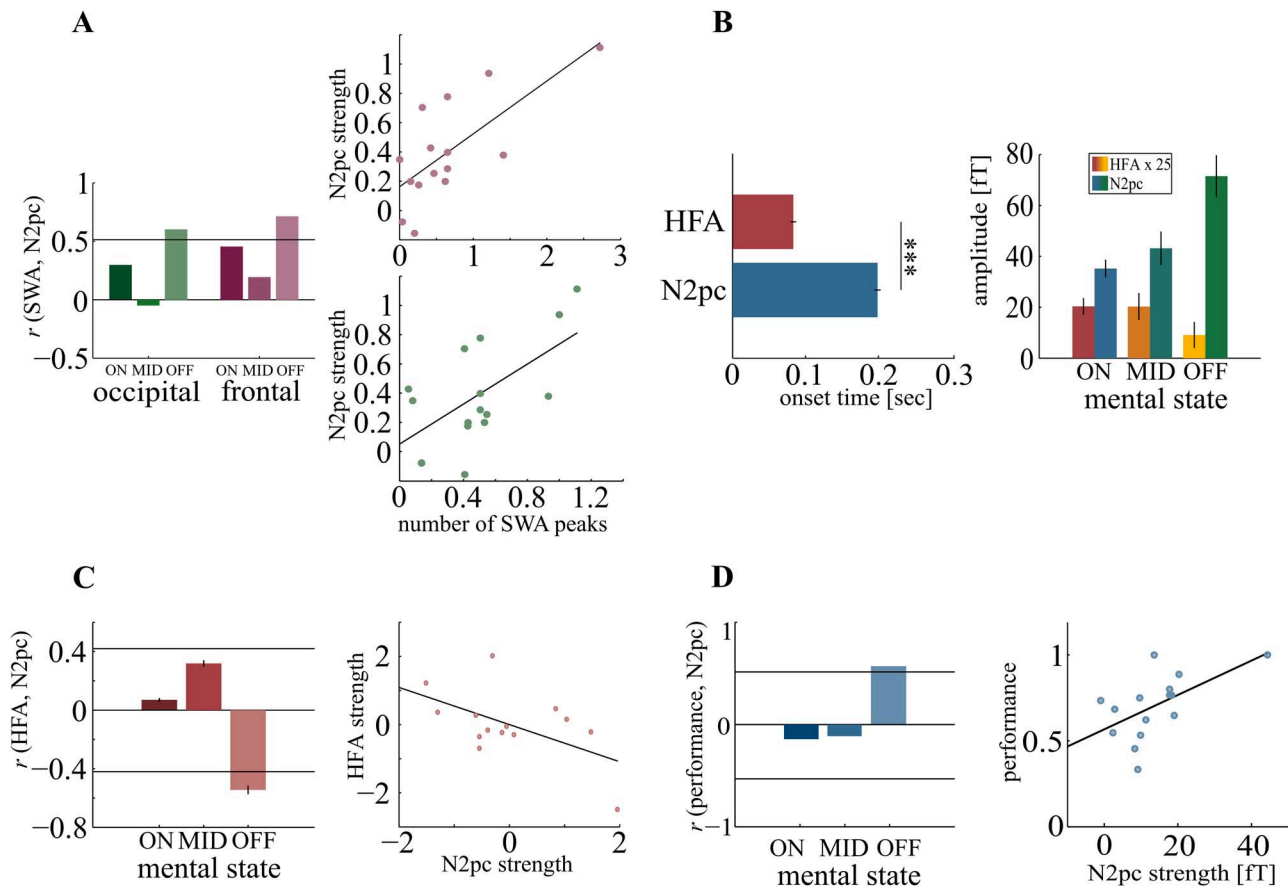 A
r (SWA, N2pc)
0.5
0
−0.5
ON MID OFF ON MID OFF
occipital frontal
N2pc strength
1
0.8
0.6
0.4
0.2
0
0 1 2 3
N2pc strength
1
0.8
0.6
0.4
0.2
0
0 0.4 0.8 1.2
number of SWA peaks
B
HFA
N2pc
***
0 0.1 0.2 0.3
onset time [sec]
amplitude [fT]
80
60
40
20
0
HFA x 25
N2pc
ON MID OFF
mental state
C
r (HFA, N2pc)
0.4
0
−0.4
−0.8
ON MID OFF
mental state
HFA strength
2
0
−2
−2 0 2
N2pc strength
D
r (performance, N2pc)
1
0
−1
ON MID OFF
mental state
performance
1
0.5
0
0 20 40
N2pc strength [fT]